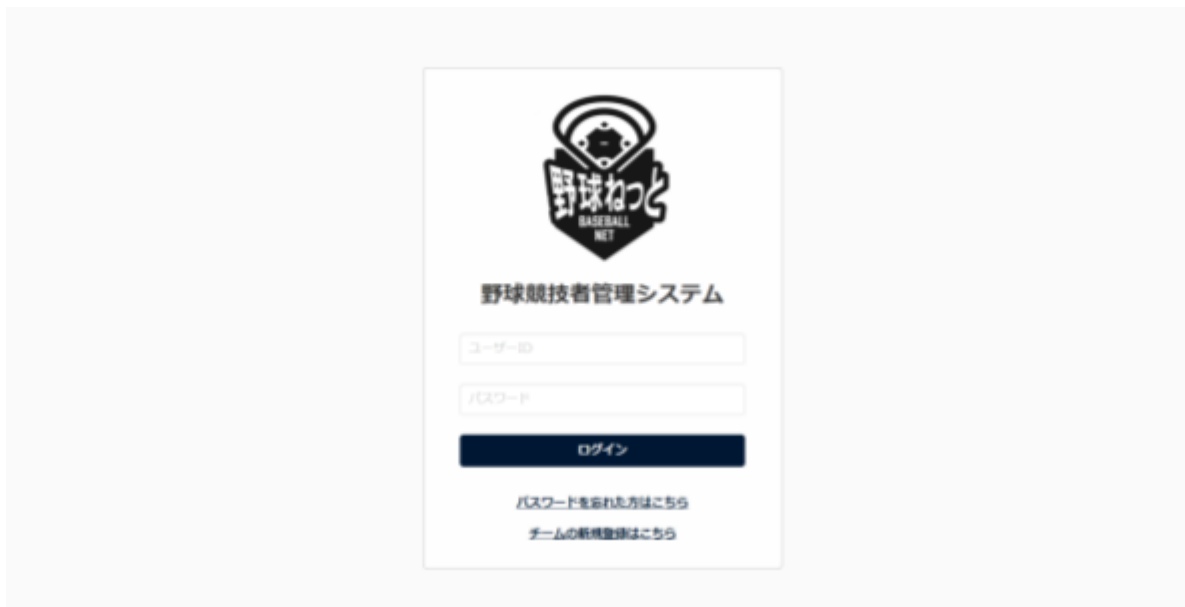 野球ねっと
BASEBALL
NET
野球競技者管理システム
ユーザーID
パスワード
ログイン
パスワードを忘れた方はこちら
チームの新規登録はこちら